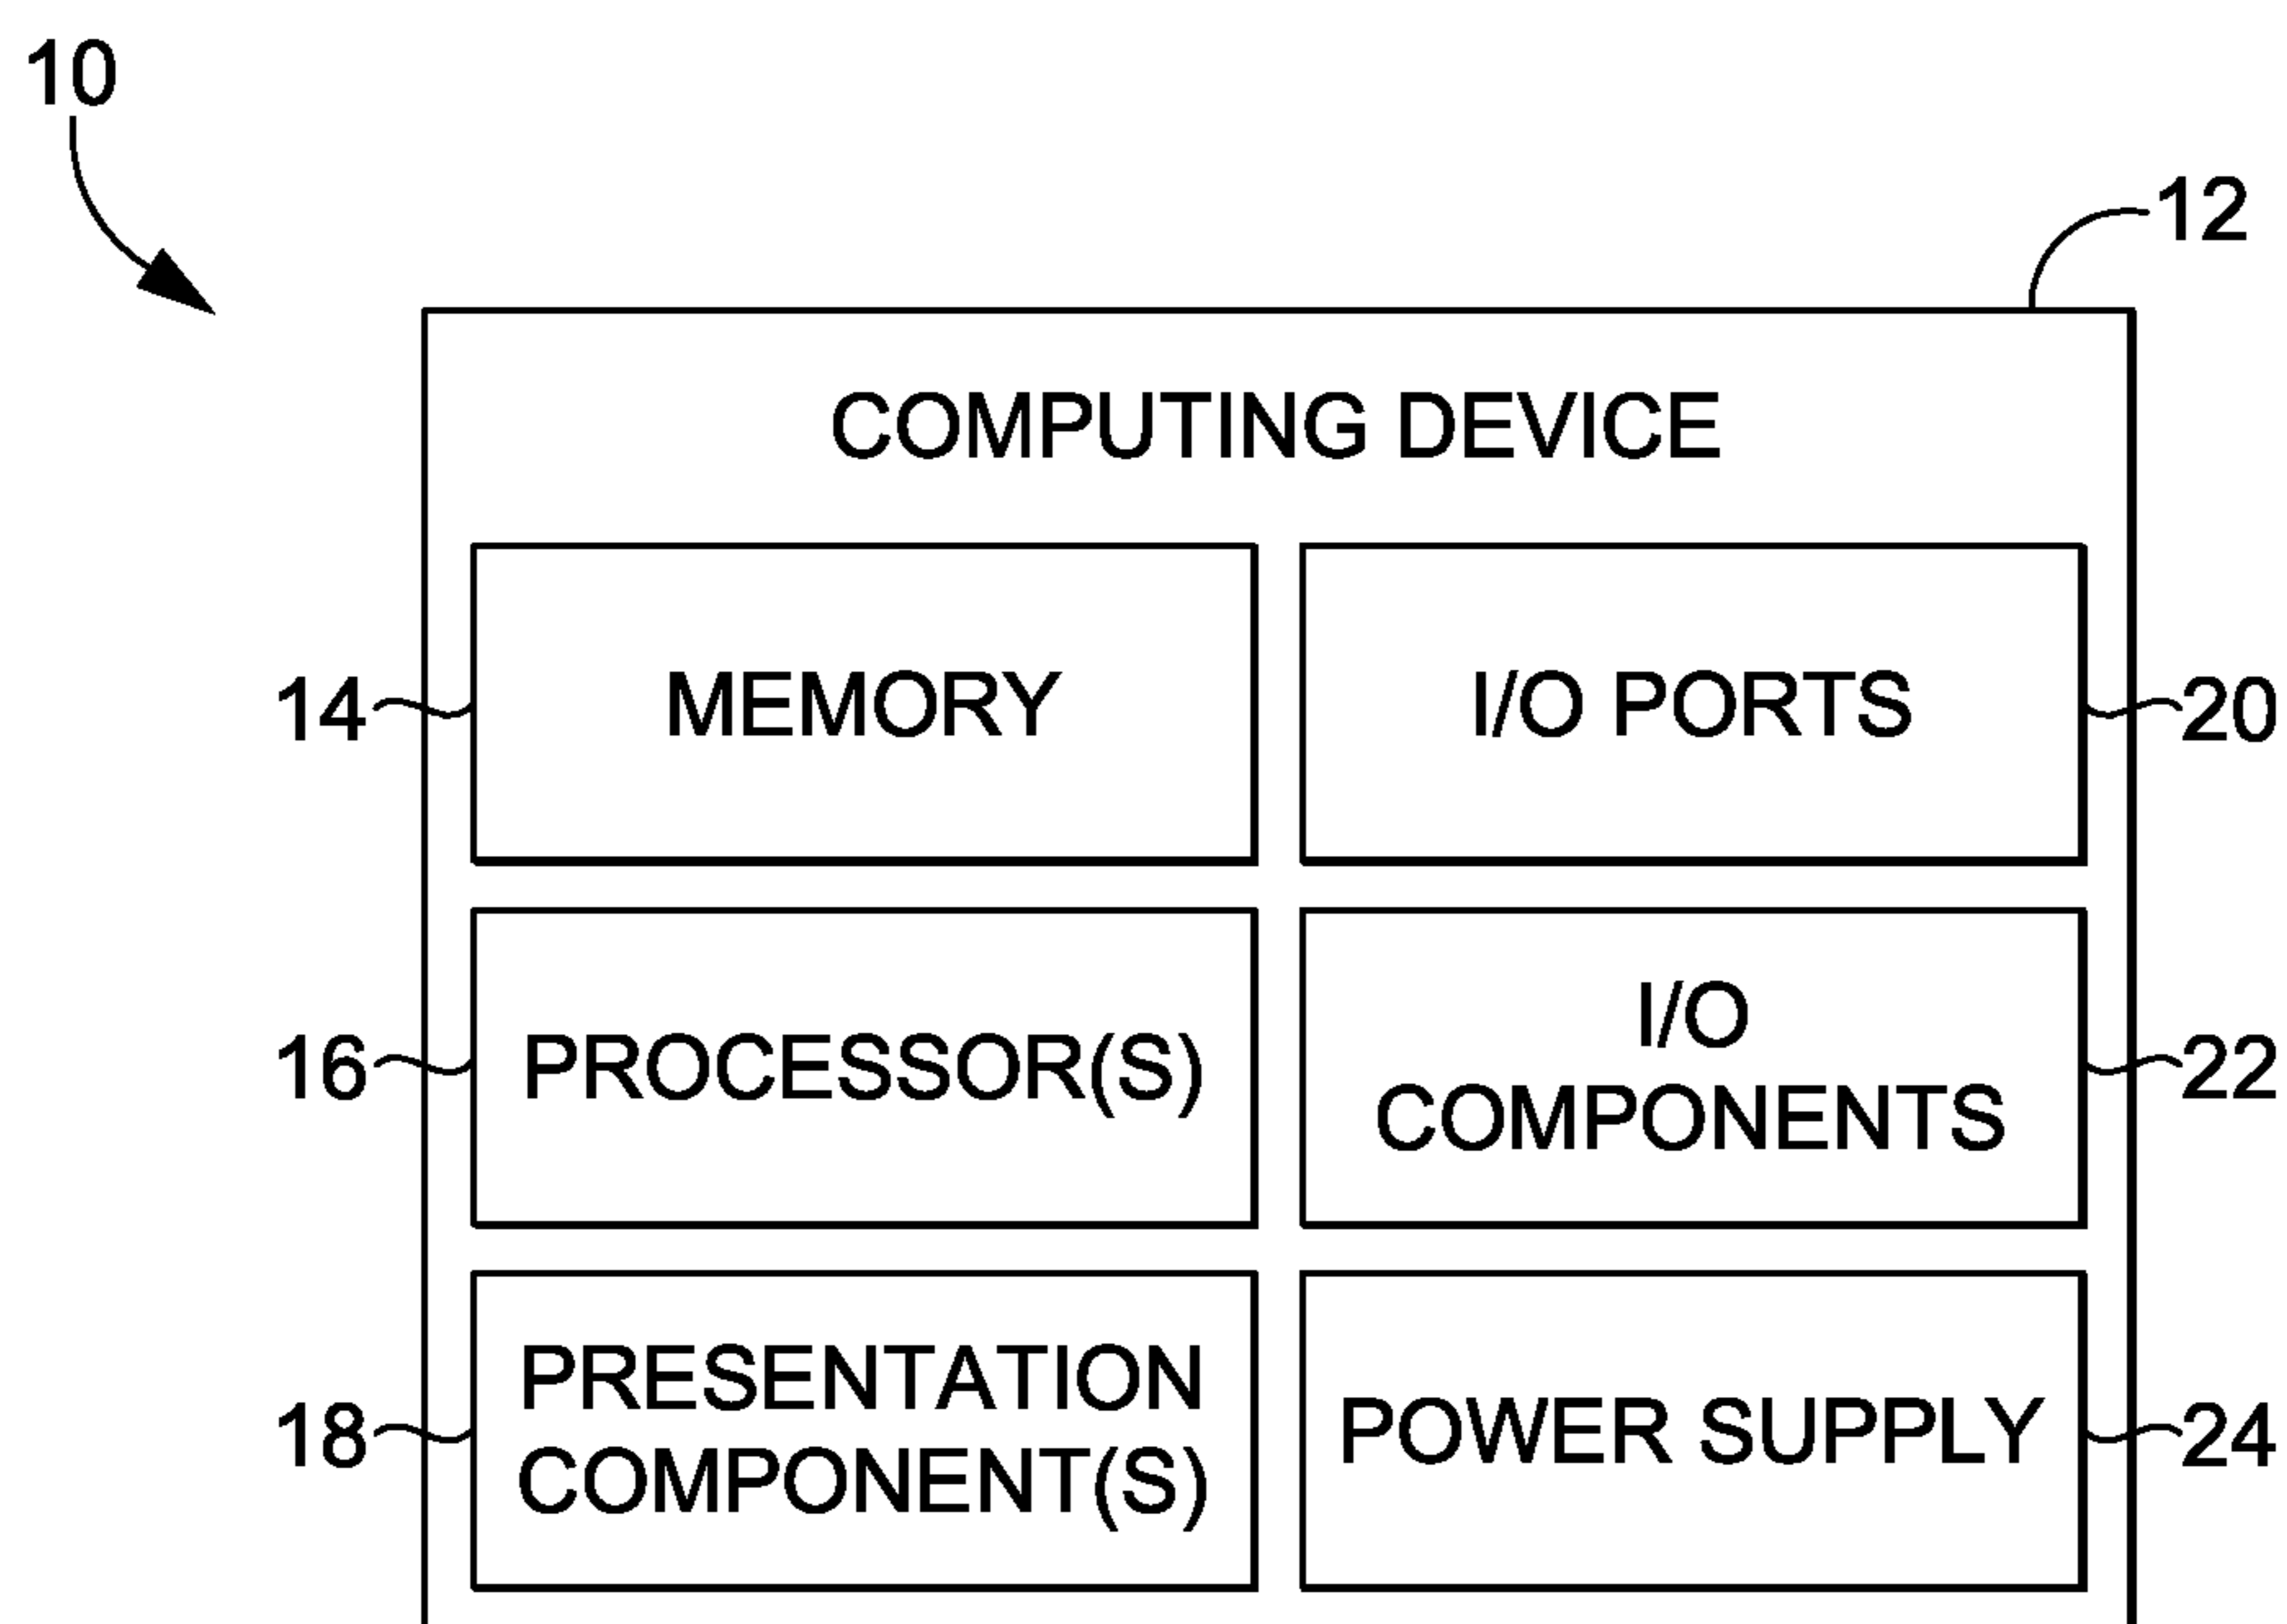 10
12
COMPUTING DEVICE
14
MEMORY
I/O PORTS
20
16
PROCESSOR(S)
I/O
COMPONENTS
22
18
PRESENTATION
COMPONENT(S)
POWER SUPPLY
24